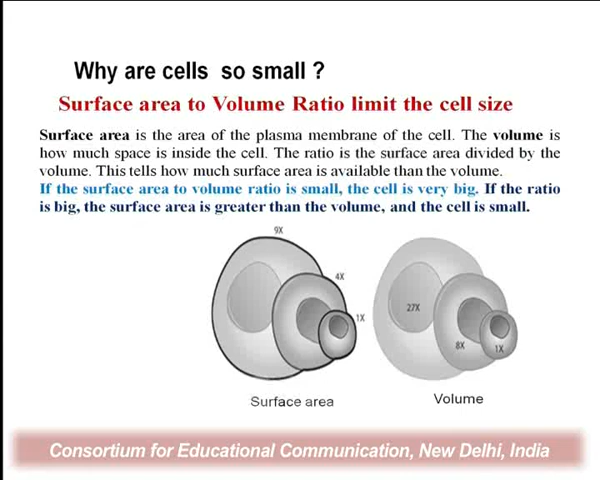 Why are cells so small ?
Surface area to Volume Ratio limit the cell size
Surface area is the area of the plasma membrane of the cell. The volume is
how much space is inside the cell. The ratio is the surface area divided by the
volume. This tells how much surface area is available than the volume.
If the surface area to volume ratio is small, the cell is very big. If the ratio
is big, the surface area is greater than the volume, and the cell is small.
9X
4X
1X
27X
8X
1X
Surface area
Volume
Consortium for Educational Communication, New Delhi, India